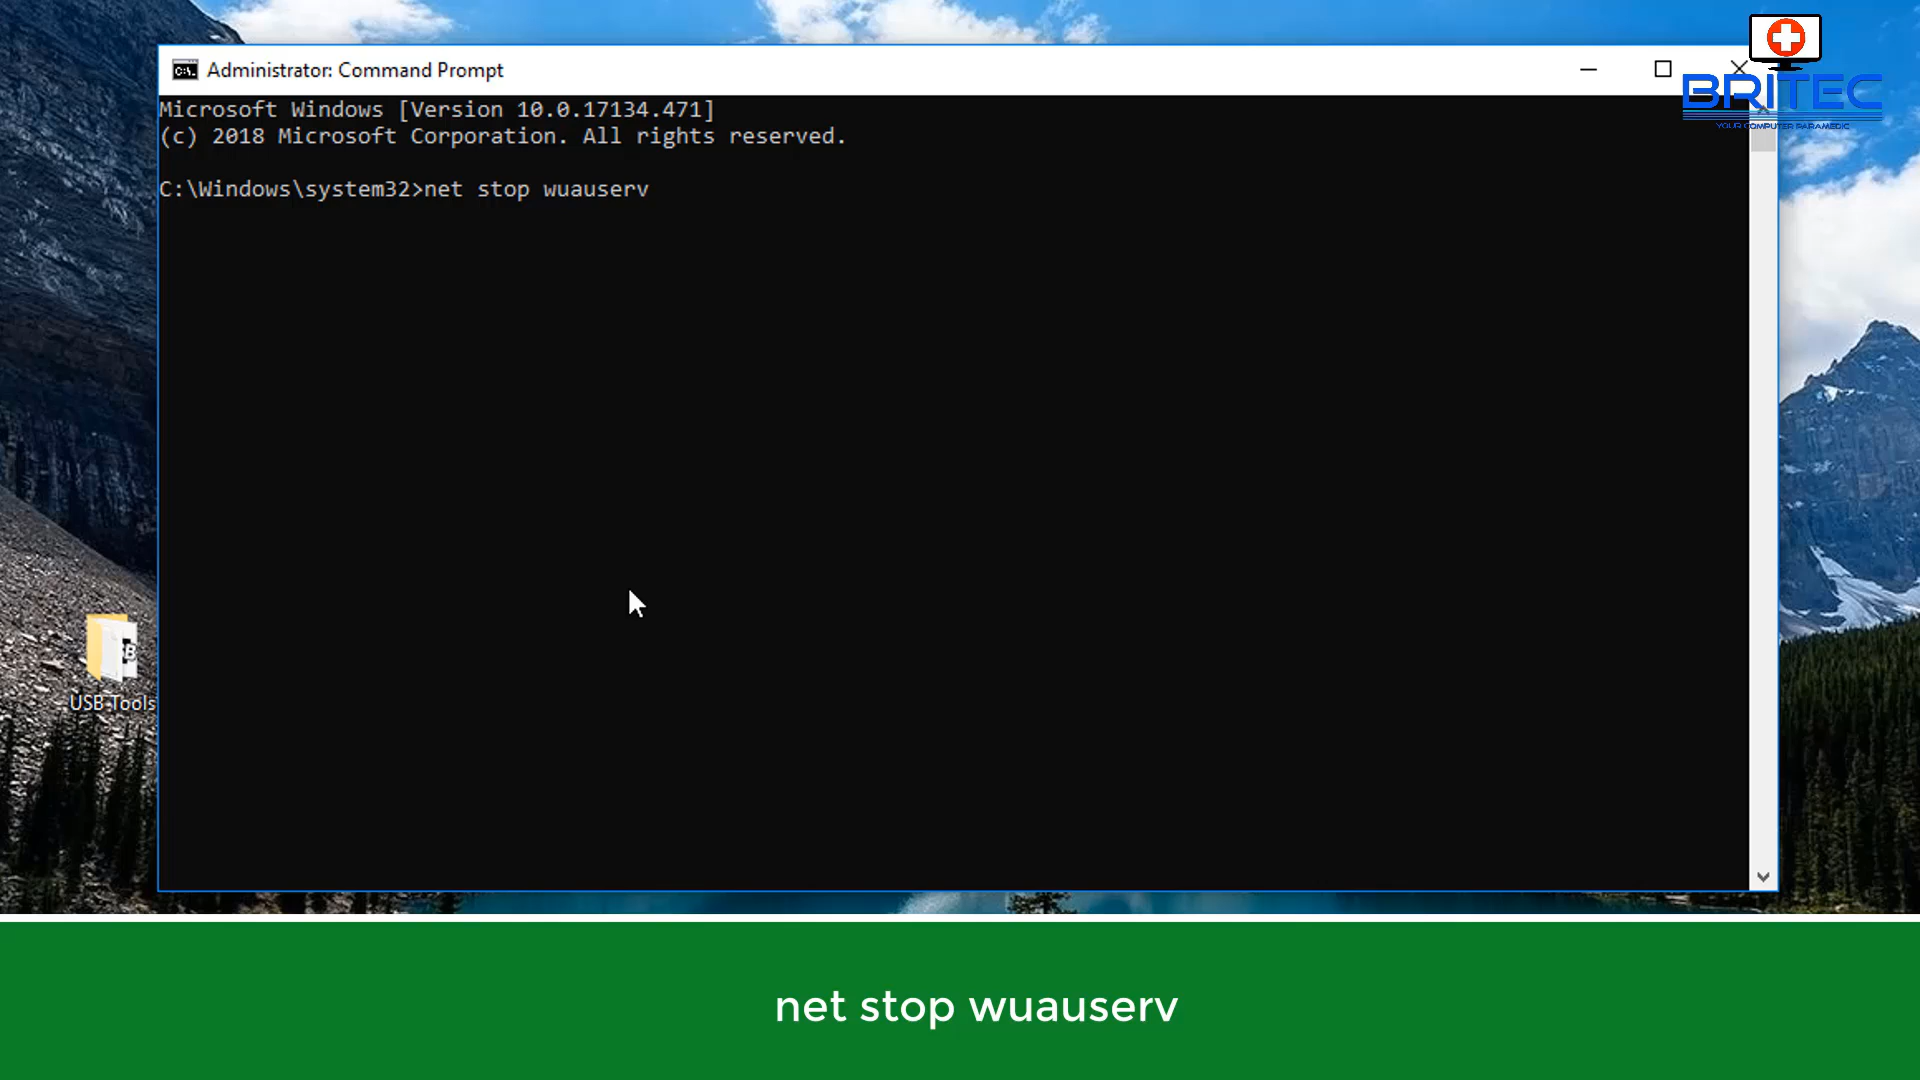 Administrator: Command Prompt
BRITEC
YOUR COMPUTER PARAMEDIC
Microsoft Windows [Version 10.0.17134.471]
(c) 2018 Microsoft Corporation. All rights reserved.
C:\Windows\system32>net stop wuauserv
USB Tools
net stop wuauserv